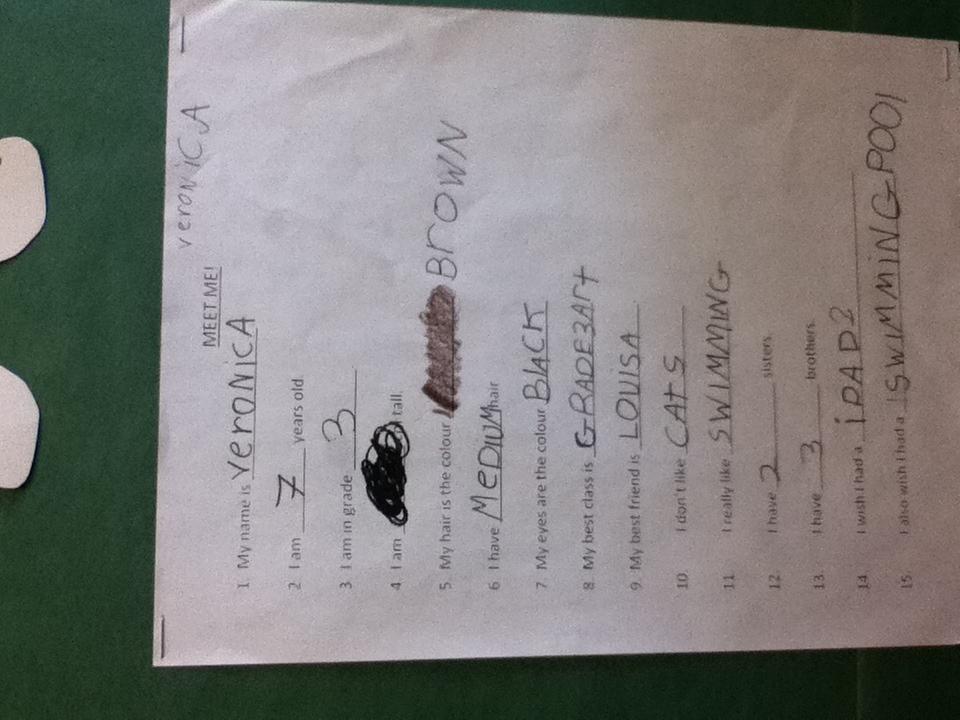 veroNiCA
MEET ME!
1 My name is VeroNiCA
2 I am 7 years old.
3 I am in grade 3.
4 I am tall.
5. My hair is the colour BroWN
6 I have MeDIUM hair
7. My eyes are the colour BlACK
8. My best class is GRADE3Art
9. My best friend is LOUISA
10. I don't like CAtS
11. I really like SWIMMING
12. I have 2 sisters.
13. I have 3 brothers.
14. I wish I had a iPAD2
15. I also wish I had a SWiMMiNGPOOl